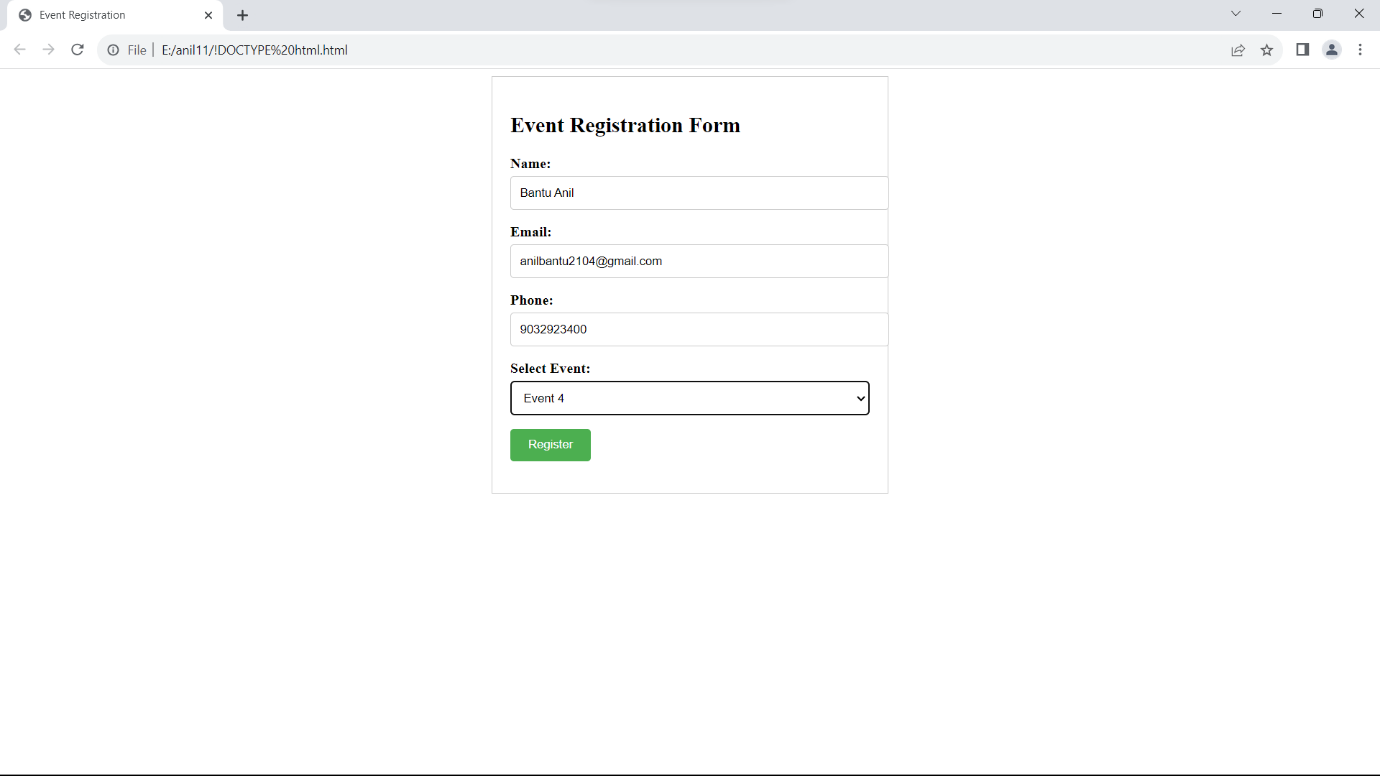 Event Registration
File | E:/anil11/!DOCTYPE%20html.html
Event Registration Form
Name:
Bantu Anil
Email:
anilbantu2104@gmail.com
Phone:
9032923400
Select Event:
Event 4
Register